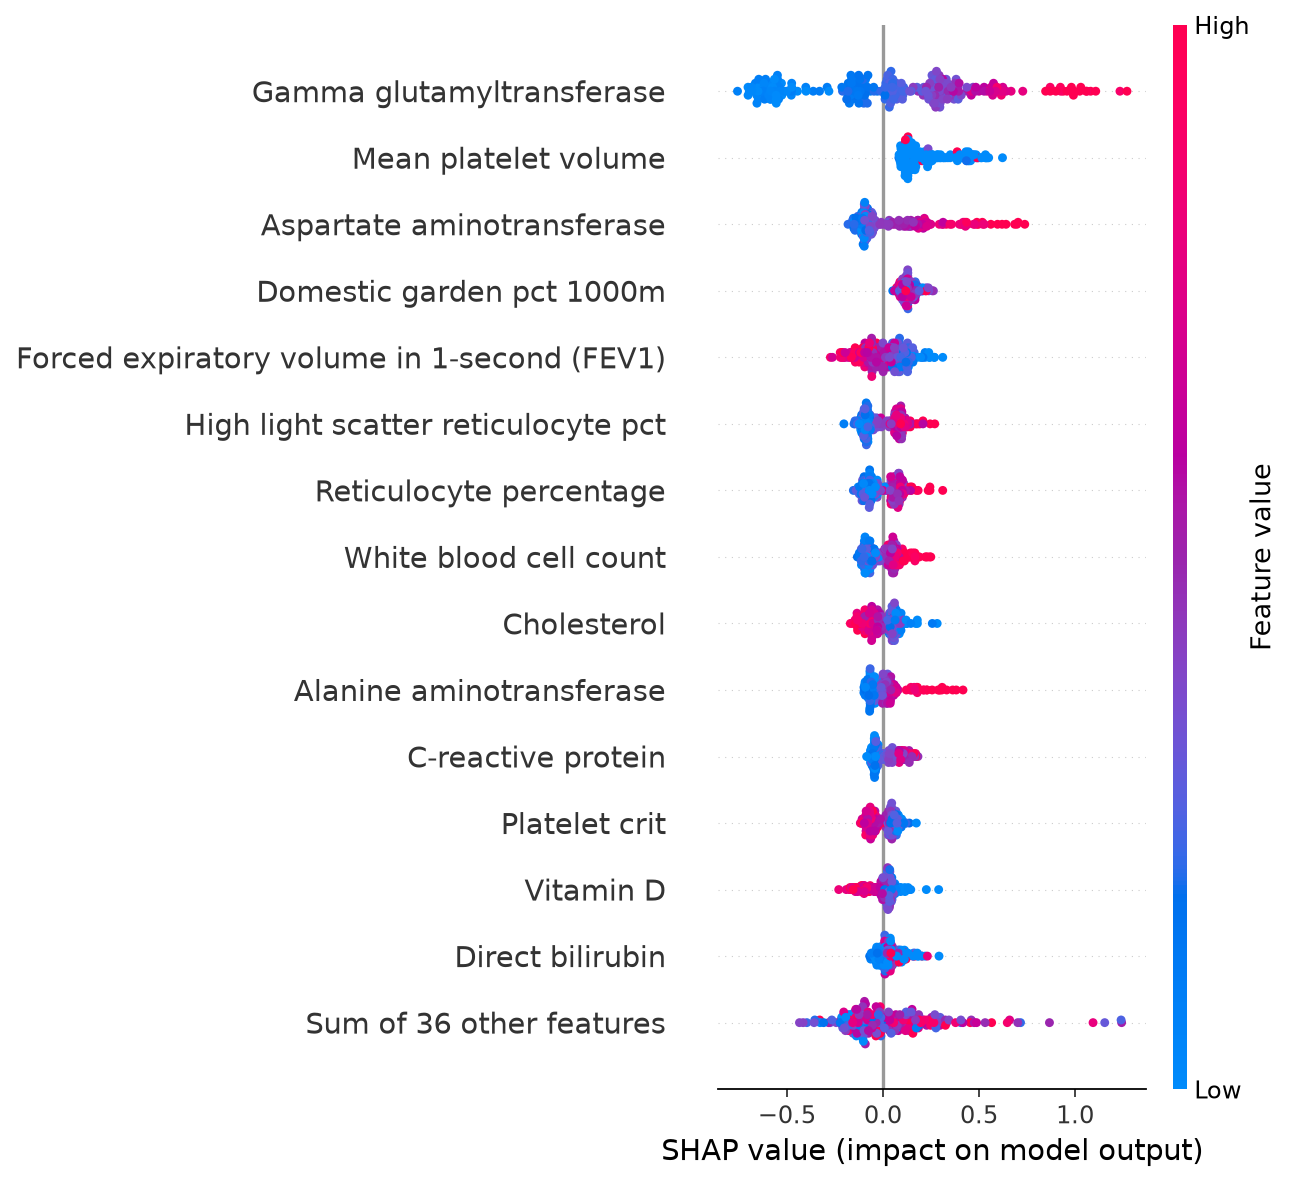 High
Gamma glutamyltransferase
Mean platelet volume
Aspartate aminotransferase
Domestic garden pct 1000m
Forced expiratory volume in 1-second (FEV1)
High light scatter reticulocyte pct
Reticulocyte percentage
White blood cell count
Cholesterol
Alanine aminotransferase
C-reactive protein
Platelet crit
Vitamin D
Direct bilirubin
Sum of 36 other features
Feature value
Low
−0.5 0.0 0.5 1.0
SHAP value (impact on model output)